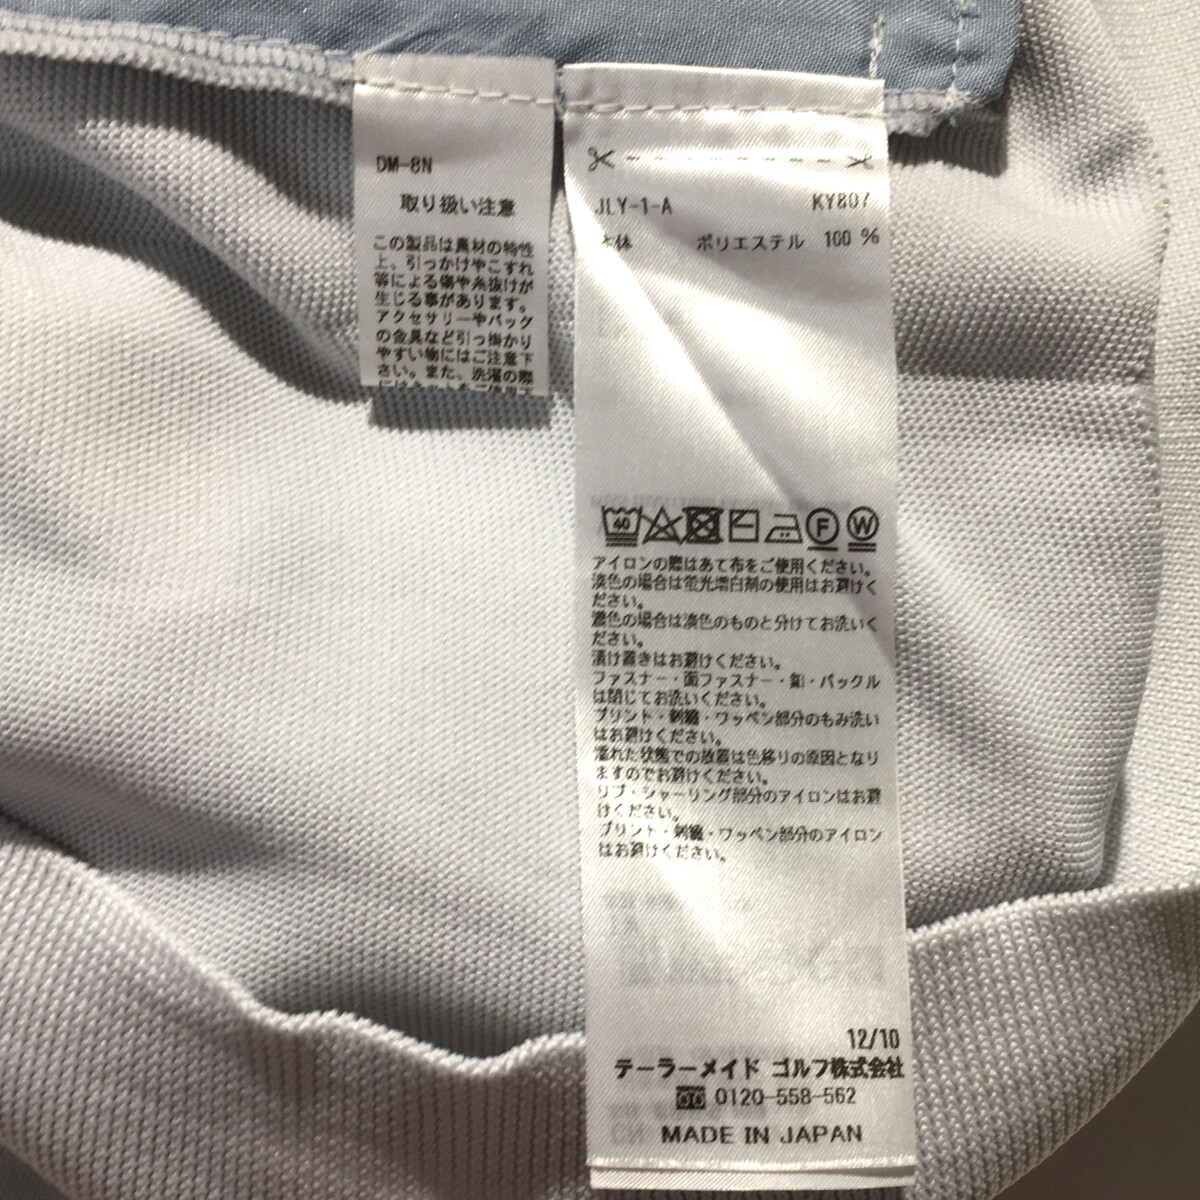 DM-8N
取り扱い注意
この製品は素材の特性
上、引っかけやこすれ
等による傷や糸抜けが
生じる事があります。
アクセサリーやバッグ
の金具など引っ掛かり
やすい物にはご注意下
さい。また、洗濯の際
JLY-1-A KY807
本体 ポリエステル 100 %
40
F
W
アイロンの際はあて布をご使用ください。
淡色の場合は蛍光増白剤の使用はお避けく
ださい。
濃色の場合は淡色のものと分けてお洗いく
ださい。
漬け置きはお避けください。
ファスナー・面ファスナー・釦・バックル
は閉じてお洗いください。
プリント・刺繍・ワッペン部分のもみ洗い
はお避けください。
濡れた状態での放置は色移りの原因となり
ますのでお避けください。
リブ・シャーリング部分のアイロンはお避
けください。
プリント・刺繍・ワッペン部分のアイロン
はお避けください。
12/10
テーラーメイド ゴルフ株式会社
0120-558-562
MADE IN JAPAN